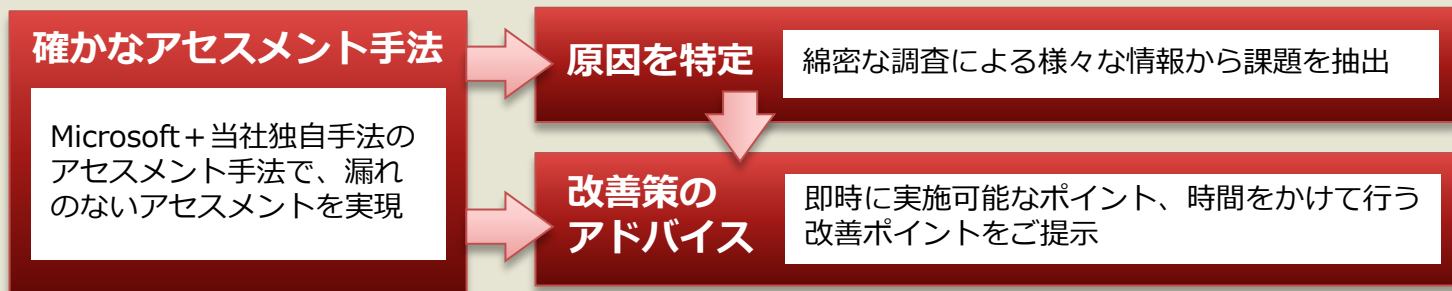 確かなアセスメント手法
Microsoft＋当社独自手法の
アセスメント手法で、漏れ
のないアセスメントを実現
原因を特定
綿密な調査による様々な情報から課題を抽出
改善策の
アドバイス
即時に実施可能なポイント、時間をかけて行う
改善ポイントをご提示